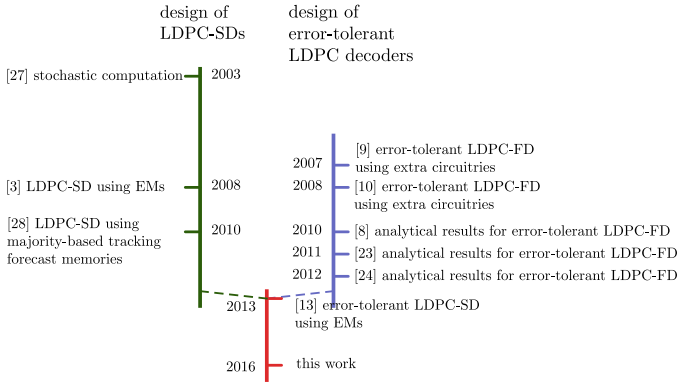 design of
LDPC-SDs
design of
error-tolerant
LDPC decoders
[27] stochastic computation
2003
2007
[9] error-tolerant LDPC-FD
using extra circuitries
[3] LDPC-SD using EMs
2008
2008
[10] error-tolerant LDPC-FD
using extra circuitries
[28] LDPC-SD using
majority-based tracking
forecast memories
2010
2010
[8] analytical results for error-tolerant LDPC-FD
2011
[23] analytical results for error-tolerant LDPC-FD
2012
[24] analytical results for error-tolerant LDPC-FD
2013
[13] error-tolerant LDPC-SD
using EMs
2016
this work